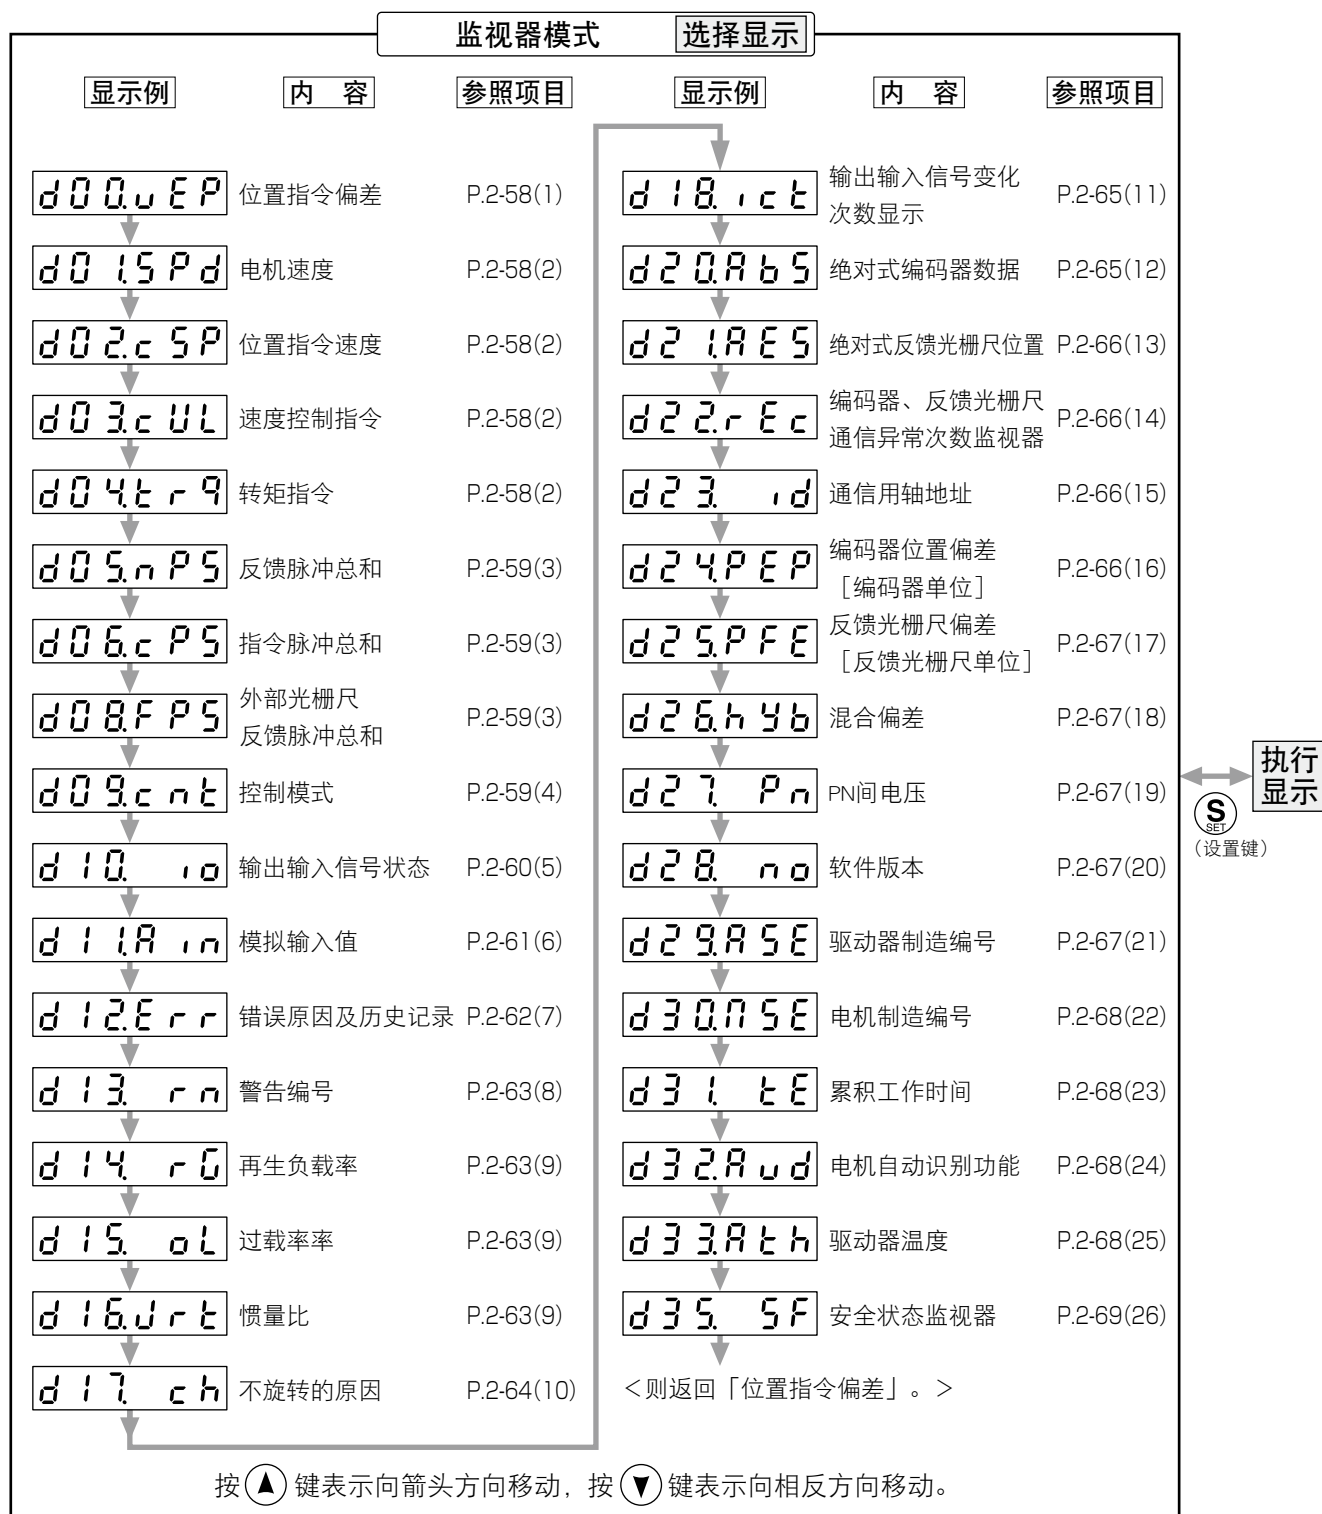 监视器模式 选择显示
显示例 内 容 参照项目
d00.uEP 位置指令偏差 P.2-58(1)
d01.SPd 电机速度 P.2-58(2)
d02.cSP 位置指令速度 P.2-58(2)
d03.cUL 速度控制指令 P.2-58(2)
d04.trq 转矩指令 P.2-58(2)
d05.nPS 反馈脉冲总和 P.2-59(3)
d06.cPS 指令脉冲总和 P.2-59(3)
d08.FPS 外部光栅尺
反馈脉冲总和 P.2-59(3)
d09.cnt 控制模式 P.2-59(4)
d10. io 输出输入信号状态 P.2-60(5)
d11.Ain 模拟输入值 P.2-61(6)
d12.Err 错误原因及历史记录 P.2-62(7)
d13. rn 警告编号 P.2-63(8)
d14. rG 再生负载率 P.2-63(9)
d15. oL 过载率率 P.2-63(9)
d16.Jrt 惯量比 P.2-63(9)
d17. ch 不旋转的原因 P.2-64(10)
显示例 内 容 参照项目
d18.ict 输出输入信号变化
次数显示 P.2-65(11)
d20.AbS 绝对式编码器数据 P.2-65(12)
d21.AES 绝对式反馈光栅尺位置 P.2-66(13)
d22.rEc 编码器、反馈光栅尺
通信异常次数监视器 P.2-66(14)
d23. id 通信用轴地址 P.2-66(15)
d24.PEP 编码器位置偏差
［编码器单位］ P.2-66(16)
d25.PFE 反馈光栅尺偏差
［反馈光栅尺单位］ P.2-67(17)
d26.hyb 混合偏差 P.2-67(18)
d27. Pn PN间电压 P.2-67(19)
d28. no 软件版本 P.2-67(20)
d29.ASE 驱动器制造编号 P.2-67(21)
d30.MSE 电机制造编号 P.2-68(22)
d31. tE 累积工作时间 P.2-68(23)
d32.Aud 电机自动识别功能 P.2-68(24)
d33.Ath 驱动器温度 P.2-68(25)
d35. SF 安全状态监视器 P.2-69(26)
＜则返回「位置指令偏差」。＞
按▲键表示向箭头方向移动，按▼键表示向相反方向移动。
执行
显示
S
SET
（设置键）